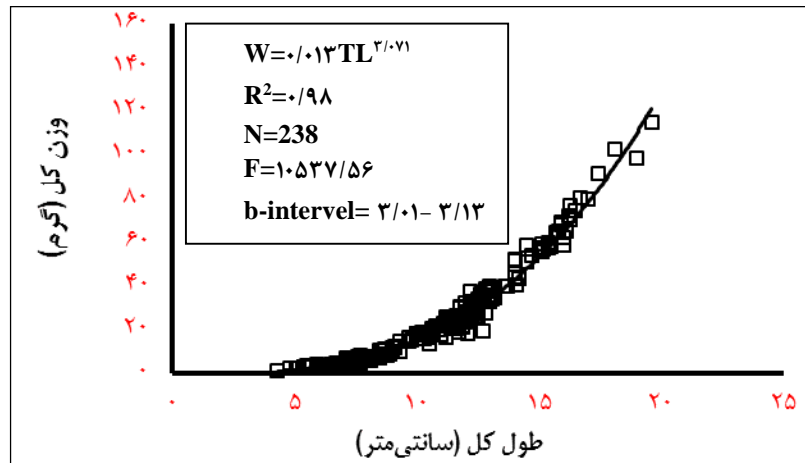 ۱۶۰
۱۴۰
۱۲۰
۱۰۰
۸۰
۶۰
۴۰
۲۰
۰
وزن کل (گرم)
W=۰/۰۱۳TL^۳/۰۷۱
R²=۰/۹۸
N=238
F=۱۰۵۳۷/۵۶
b-intervel= ۳/۰۱– ۳/۱۳
۰ ۵ ۱۰ ۱۵ ۲۰ ۲۵
طول کل (سانتی‌متر)